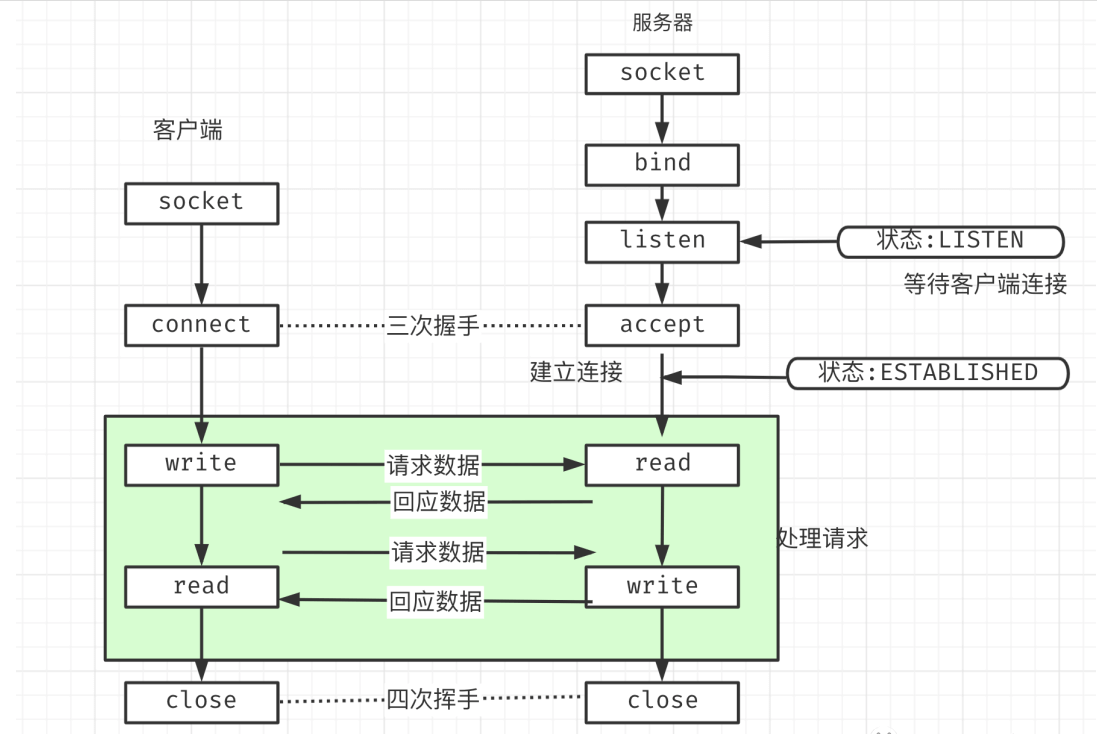 服务器
socket
客户端
bind
socket
listen
状态:LISTEN
等待客户端连接
connect
三次握手
accept
建立连接
状态:ESTABLISHED
write
请求数据
read
回应数据
处理请求
请求数据
read
write
回应数据
close
四次挥手
close